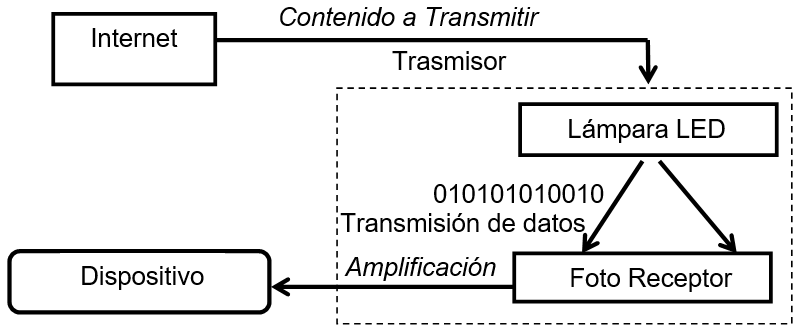 Contenido a Transmitir
Internet
Trasmisor
Lámpara LED
010101010010
Transmisión de datos
Amplificación
Foto Receptor
Dispositivo